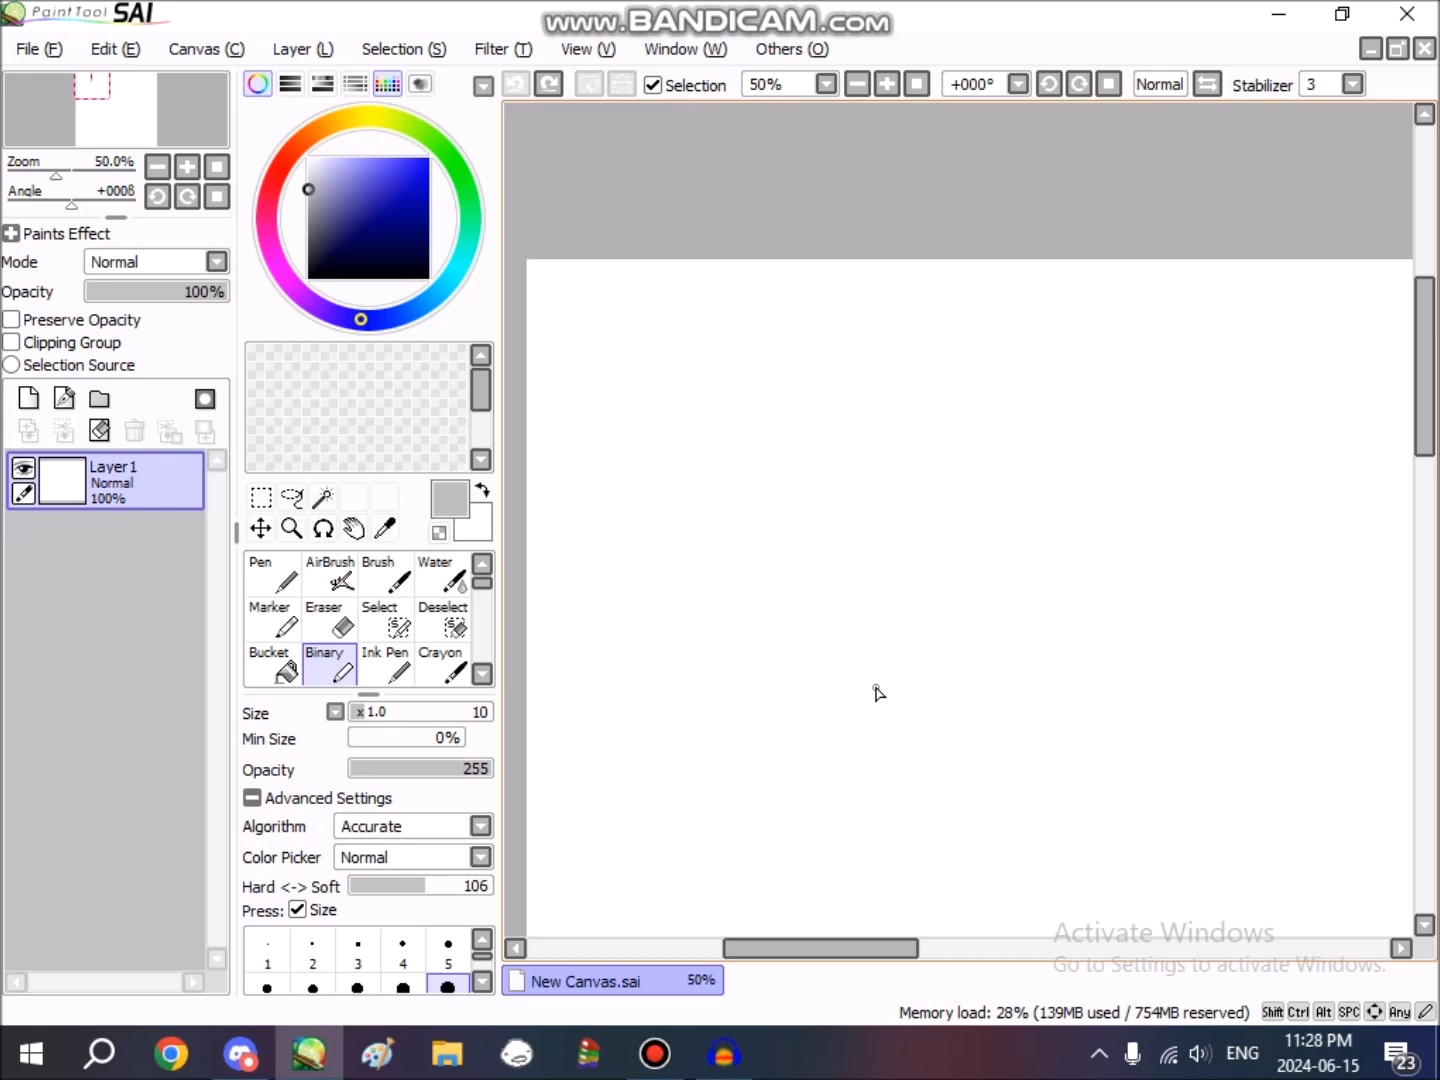 PaintTool SAI
www.BANDICAM.com
File (F) Edit (E) Canvas (C) Layer (L) Selection (S) Filter (T) View (V) Window (W) Others (O)
Selection 50% +000° Normal Stabilizer 3
Zoom 50.0%
Angle +000ß
Paints Effect
Mode Normal
Opacity 100%
Preserve Opacity
Clipping Group
Selection Source
Layer1
Normal
100%
Pen AirBrush Brush Water
Marker Eraser Select Deselect
Bucket Binary Ink Pen Crayon
Size x 1.0 10
Min Size 0%
Opacity 255
Advanced Settings
Algorithm Accurate
Color Picker Normal
Hard <-> Soft 106
Press: Size
1 2 3 4 5
Activate Windows
Go to Settings to activate Windows.
New Canvas.sai 50%
Memory load: 28% (139MB used / 754MB reserved) Shift Ctrl Alt SPC Any
ENG
11:28 PM
2024-06-15
23